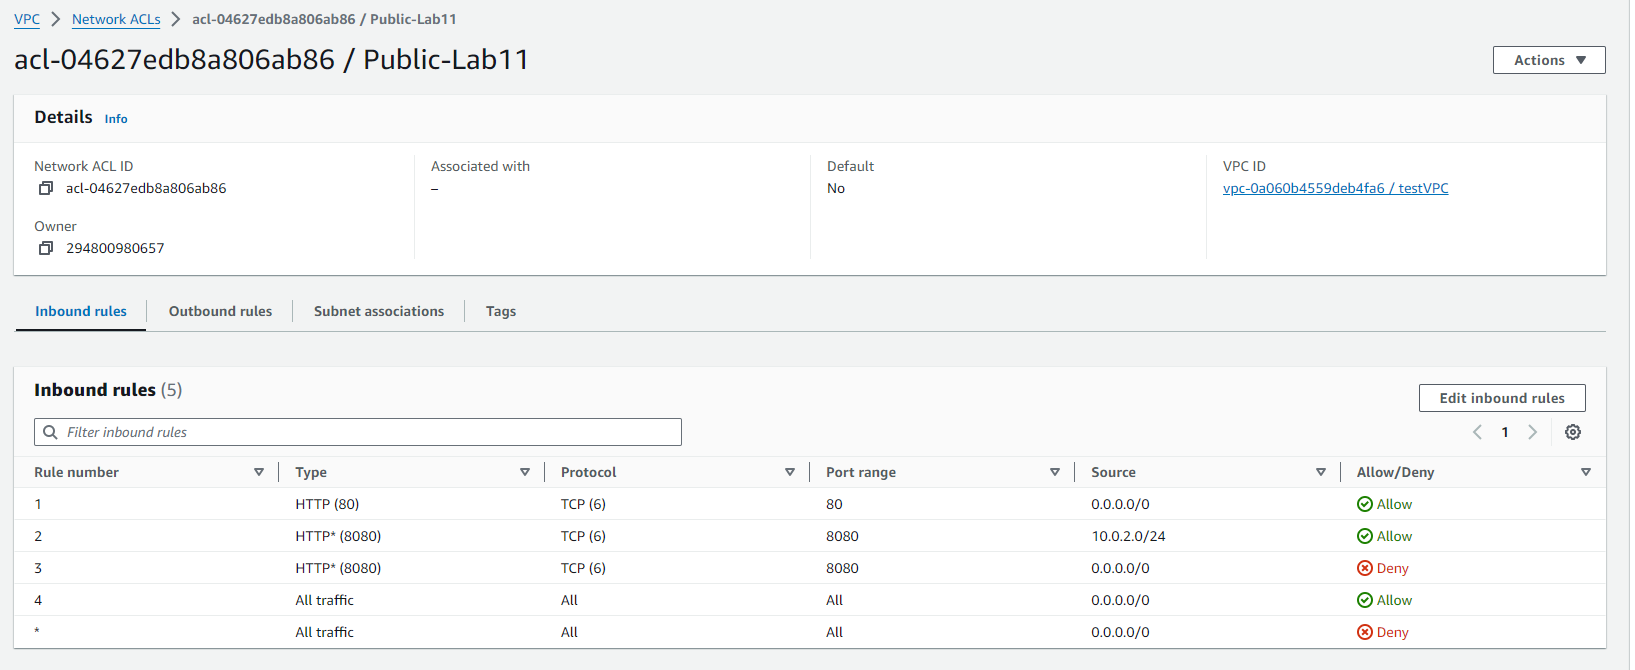 VPC > Network ACLs > acl-04627edb8a806ab86 / Public-Lab11
acl-04627edb8a806ab86 / Public-Lab11
Actions
Details Info
Network ACL ID
acl-04627edb8a806ab86
Associated with
–
Default
No
VPC ID
vpc-0a060b4559deb4fa6 / testVPC
Owner
294800980657
Inbound rules Outbound rules Subnet associations Tags
Inbound rules (5)
Edit inbound rules
Filter inbound rules
1
Rule number Type Protocol Port range Source Allow/Deny
1 HTTP (80) TCP (6) 80 0.0.0.0/0 Allow
2 HTTP* (8080) TCP (6) 8080 10.0.2.0/24 Allow
3 HTTP* (8080) TCP (6) 8080 0.0.0.0/0 Deny
4 All traffic All All 0.0.0.0/0 Allow
* All traffic All All 0.0.0.0/0 Deny